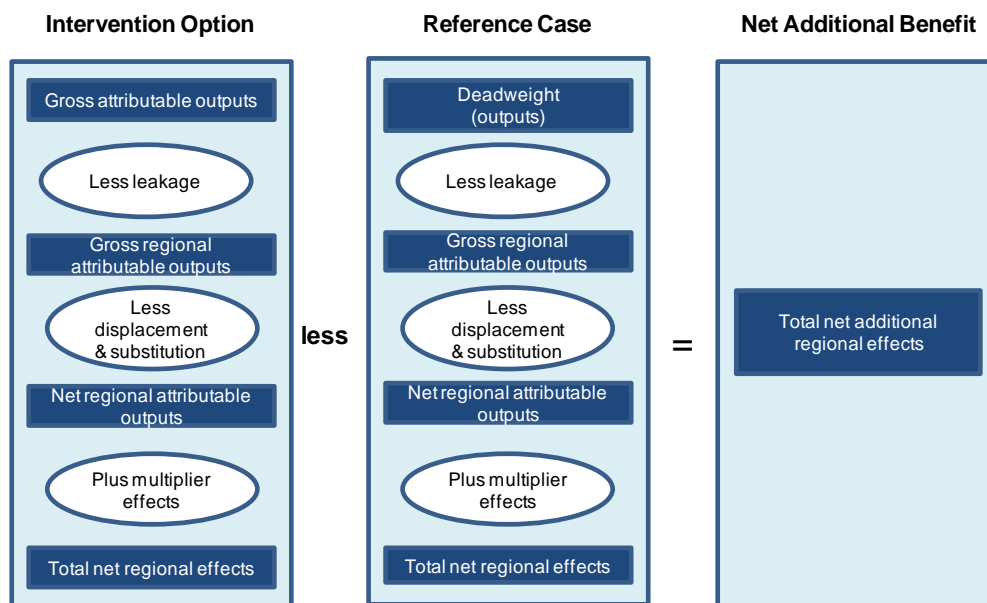 Intervention Option
Gross attributable outputs
Less leakage
Gross regional
attributable outputs
Less
displacement
& substitution
Net regional attributable
outputs
Plus multiplier
effects
Total net regional effects
less
Reference Case
Deadweight
(outputs)
Less leakage
Gross regional
attributable outputs
Less
displacement
& substitution
Net regional attributable
outputs
Plus multiplier
effects
Total net regional effects
=
Net Additional Benefit
Total net additional
regional effects